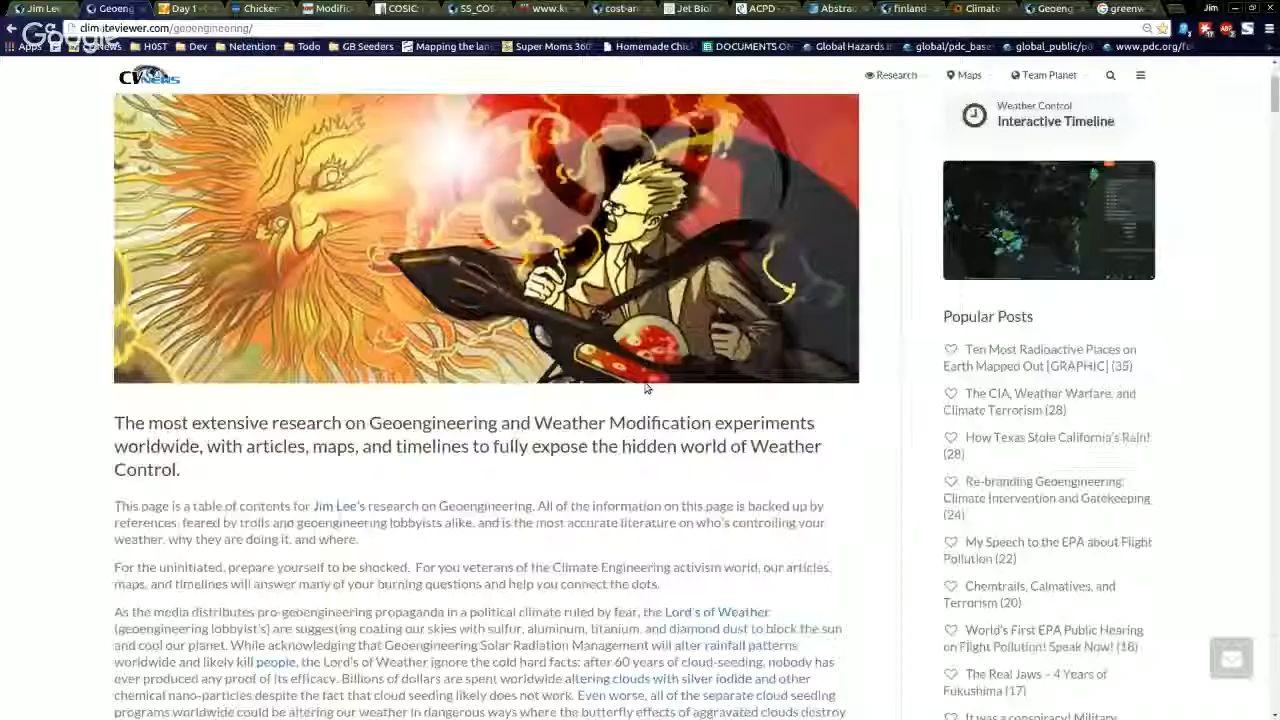 Jim Lee
Geoeng
Day 1
Chicken
Modific
COSIC
SS_COS
www.k
cost-ar
Jet Biol
ACPD -
Abstra
finland
Climate
Geoeng
greenw
Jim
climateviewer.com/geoengineering/
Google
Apps
News
HOST
Dev
Netention
Todo
GB Seeders
Mapping the lan
Super Moms 360
Homemade Chic
DOCUMENTS ON
Global Hazards I
global/pdc_base
global_public/p
www.pdc.org/
CV NEWS
Research
Maps
Team Planet
Weather Control
Interactive Timeline
The most extensive research on Geoengineering and Weather Modification experiments
worldwide, with articles, maps, and timelines to fully expose the hidden world of Weather
Control.
This page is a table of contents for Jim Lee's research on Geoengineering. All of the information on this page is backed up by
references, feared by trolls and geoengineering lobbyists alike, and is the most accurate literature on who's controlling your
weather, why they are doing it, and where.
For the uninitiated, prepare yourself to be shocked. For you veterans of the Climate Engineering activism world, our articles,
maps, and timelines will answer many of your burning questions and help you connect the dots.
As the media distributes pro-geoengineering propaganda in a political climate ruled by fear, the Lord's of Weather
(geoengineering lobbyist's) are suggesting coating our skies with sulfur, aluminum, titanium, and diamond dust to block the sun
and cool our planet. While acknowledging that Geoengineering Solar Radiation Management will alter rainfall patterns
worldwide and likely kill people, the Lord's of Weather ignore the cold hard facts: after 60 years of cloud-seeding, nobody has
ever produced any proof of its efficacy. Billions of dollars are spent worldwide altering clouds with silver iodide and other
chemical nano-particles despite the fact that cloud seeding likely does not work. Even worse, all of the separate cloud seeding
programs worldwide could be altering our weather in dangerous ways where the butterfly effects of aggravated clouds destroy
Popular Posts
Ten Most Radioactive Places on
Earth Mapped Out [GRAPHIC] (35)
The CIA, Weather Warfare, and
Climate Terrorism (28)
How Texas Stole California's Rain!
(28)
Re-branding Geoengineering:
Climate Intervention and Gatekeeping
(24)
My Speech to the EPA about Flight
Pollution (22)
Chemtrails, Calmatives, and
Terrorism (20)
World's First EPA Public Hearing
on Flight Pollution! Speak Now! (18)
The Real Jaws – 4 Years of
Fukushima (17)
It was a conspiracy! Military